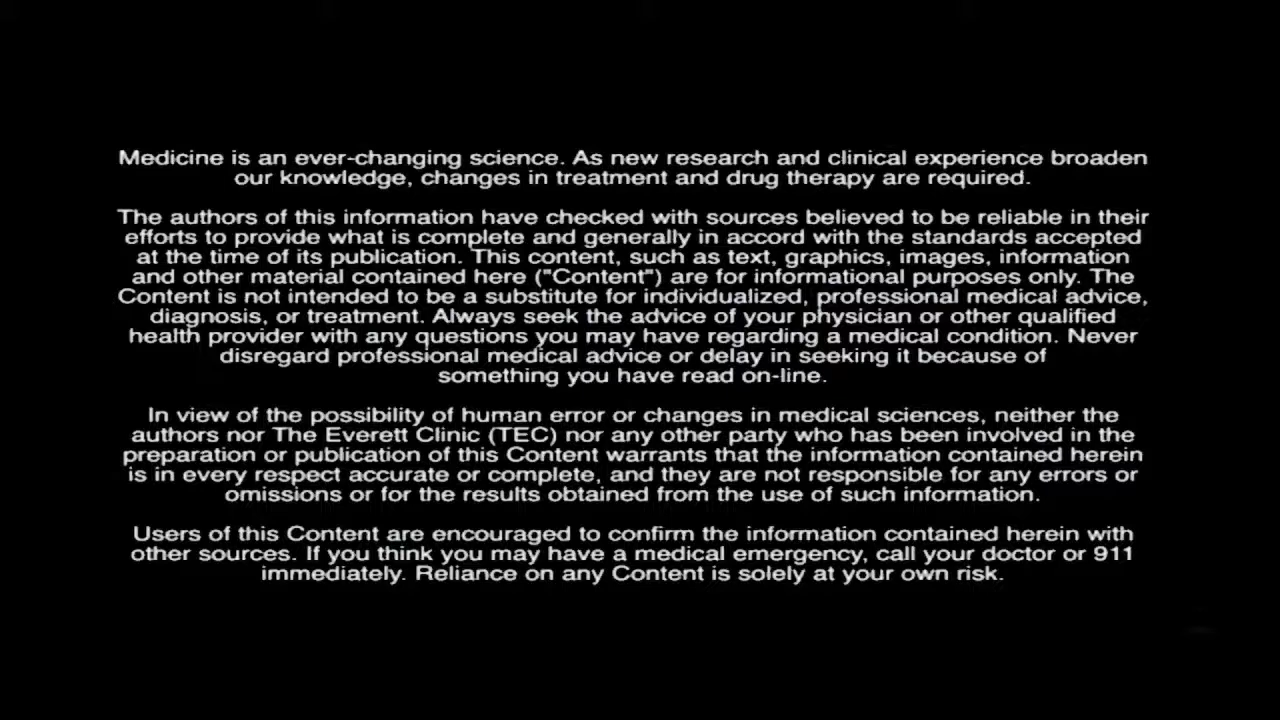 Medicine is an ever-changing science. As new research and clinical experience broaden
our knowledge, changes in treatment and drug therapy are required.
The authors of this information have checked with sources believed to be reliable in their
efforts to provide what is complete and generally in accord with the standards accepted
at the time of its publication. This content, such as text, graphics, images, information
and other material contained here ("Content") are for informational purposes only. The
Content is not intended to be a substitute for individualized, professional medical advice,
diagnosis, or treatment. Always seek the advice of your physician or other qualified
health provider with any questions you may have regarding a medical condition. Never
disregard professional medical advice or delay in seeking it because of
something you have read on-line.
In view of the possibility of human error or changes in medical sciences, neither the
authors nor The Everett Clinic (TEC) nor any other party who has been involved in the
preparation or publication of this Content warrants that the information contained herein
is in every respect accurate or complete, and they are not responsible for any errors or
omissions or for the results obtained from the use of such information.
Users of this Content are encouraged to confirm the information contained herein with
other sources. If you think you may have a medical emergency, call your doctor or 911
immediately. Reliance on any Content is solely at your own risk.